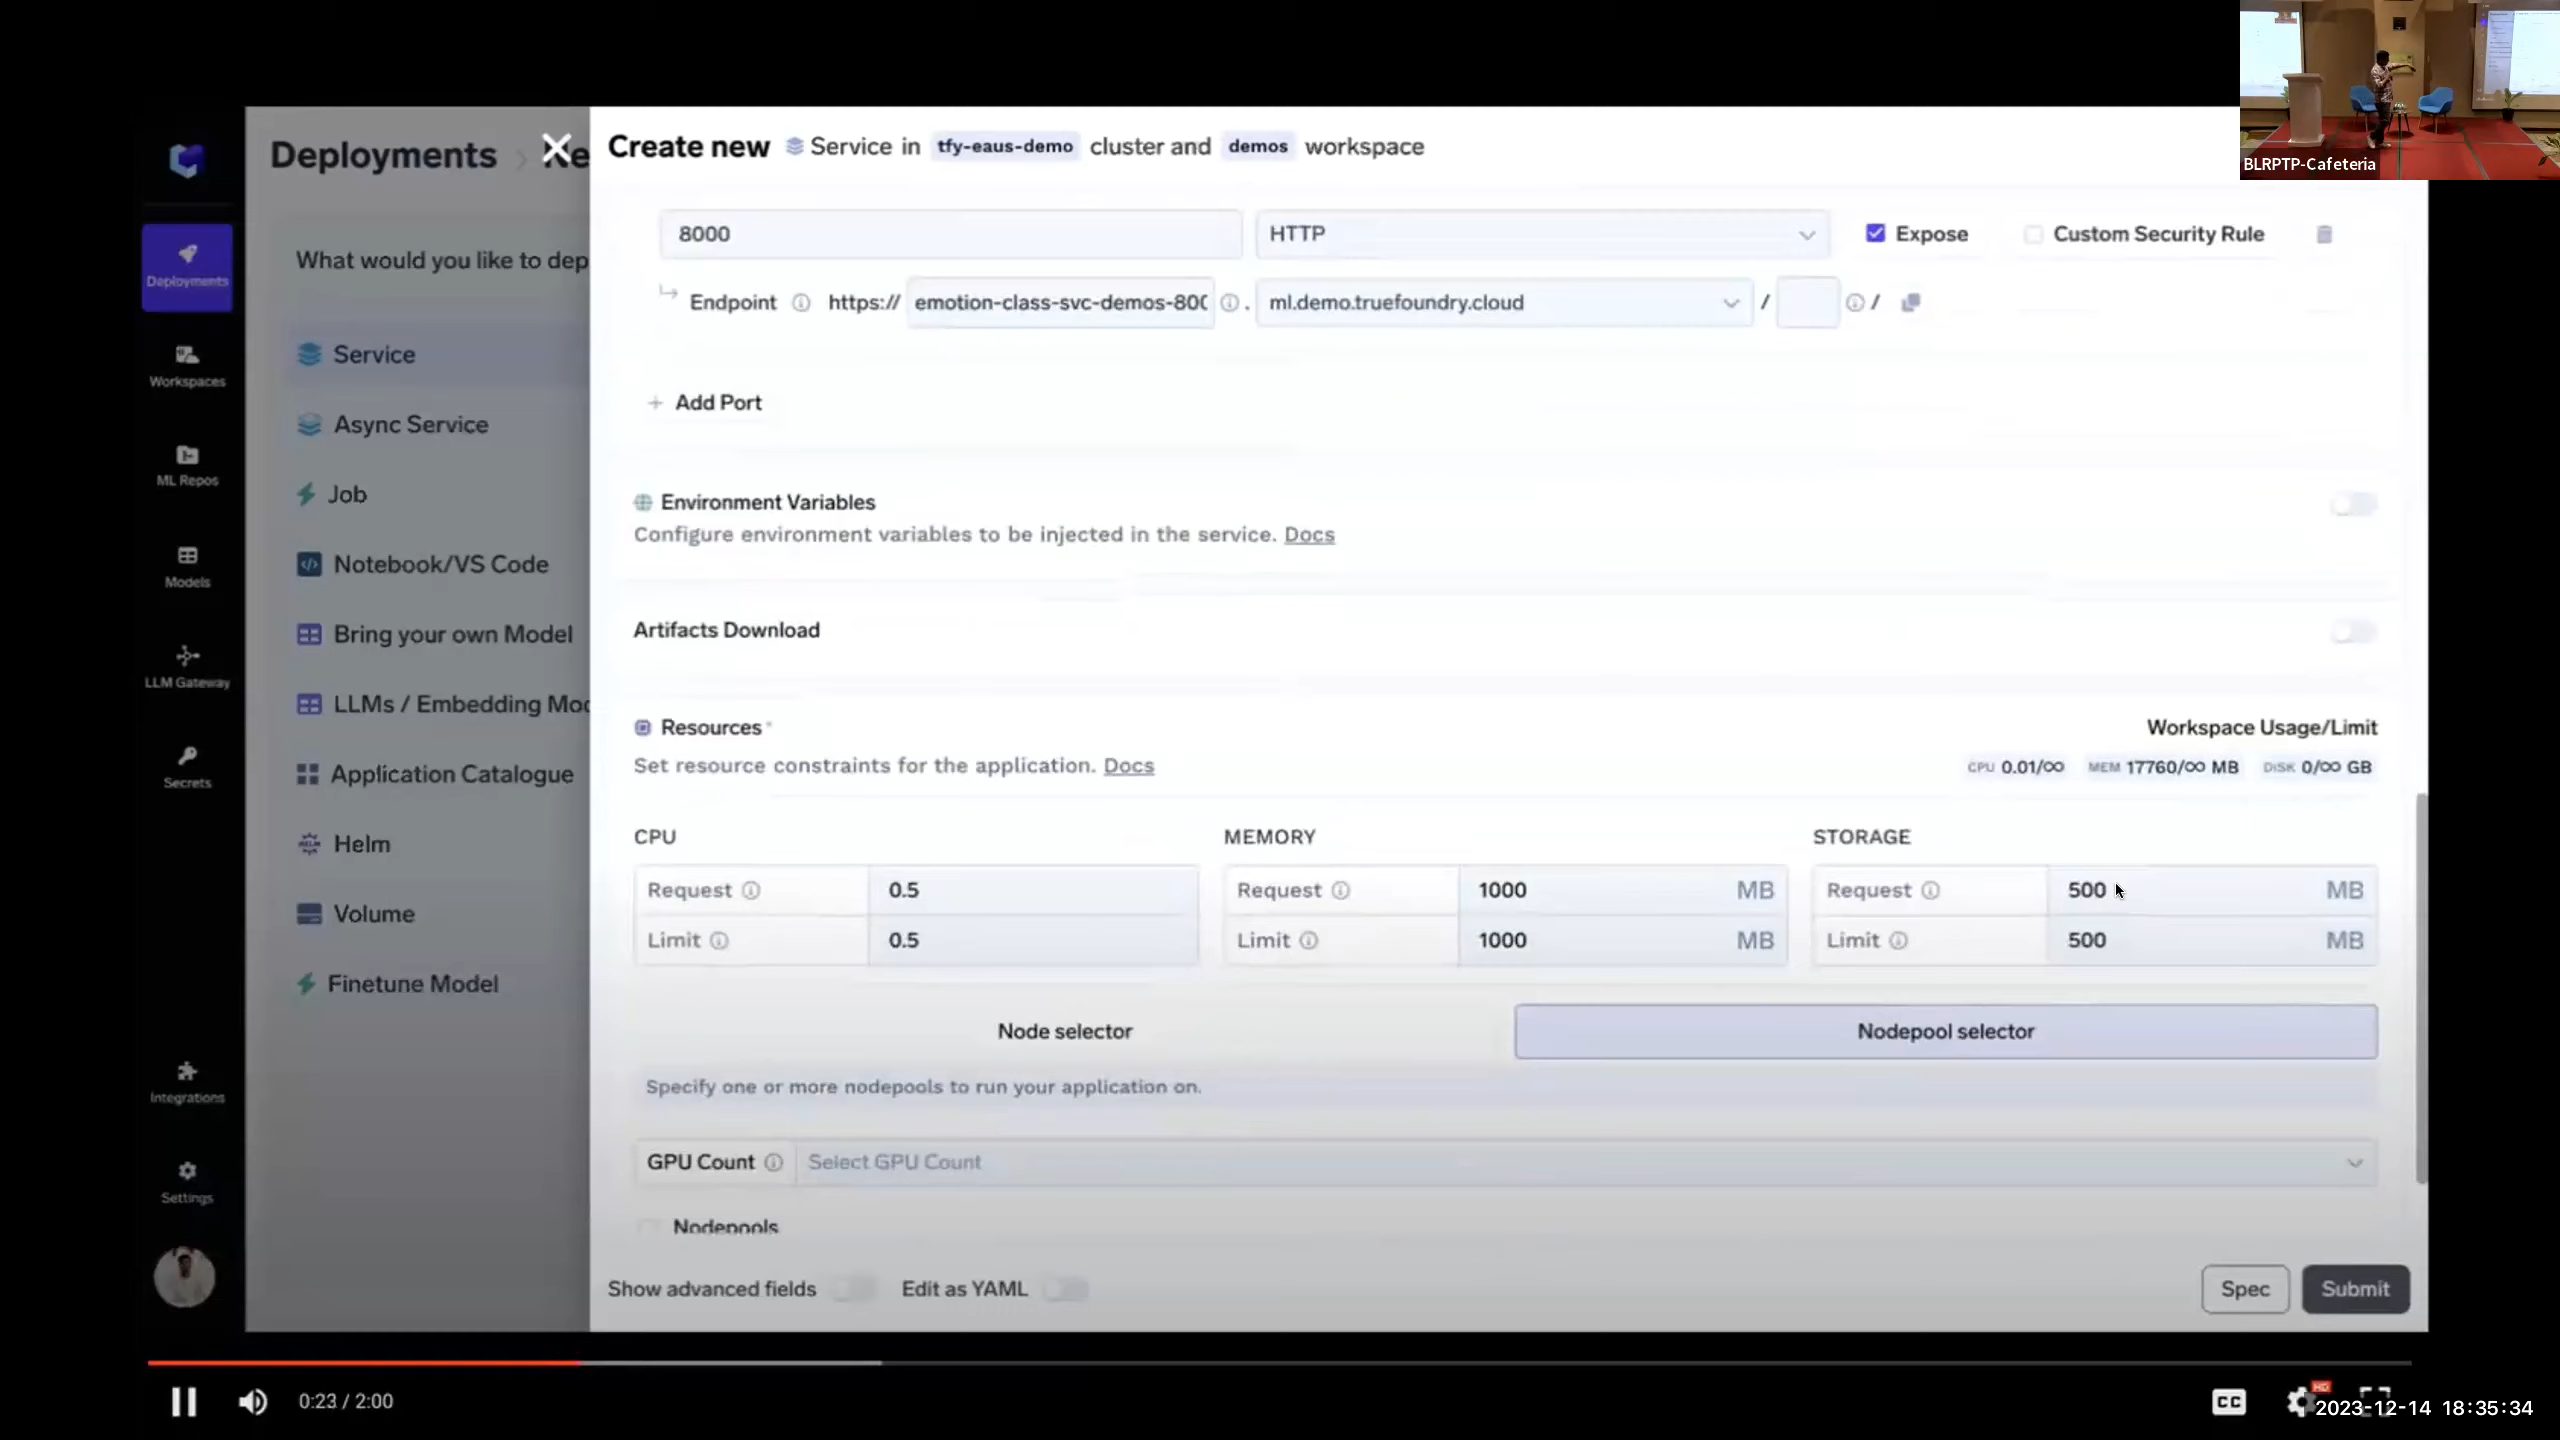 BLRPTP-Cafeteria
Deployments
Workspaces
ML Repos
Models
LLM Gateway
Secrets
Integrations
Settings
Deployments > Ne
What would you like to dep
Service
Async Service
Job
Notebook/VS Code
Bring your own Model
LLMs / Embedding Mod
Application Catalogue
Helm
Volume
Finetune Model
Create new Service in tfy-eaus-demo cluster and demos workspace
8000 HTTP Expose Custom Security Rule
Endpoint https:// emotion-class-svc-demos-800 . ml.demo.truefoundry.cloud / /
+ Add Port
Environment Variables
Configure environment variables to be injected in the service. Docs
Artifacts Download
Resources * Workspace Usage/Limit
Set resource constraints for the application. Docs CPU 0.01/∞ MEM 17760/∞ MB DISK 0/∞ GB
CPU MEMORY STORAGE
Request 0.5 Request 1000 MB Request 500 MB
Limit 0.5 Limit 1000 MB Limit 500 MB
Node selector Nodepool selector
Specify one or more nodepools to run your application on.
GPU Count Select GPU Count
Nodepools
Show advanced fields Edit as YAML Spec Submit
0:23 / 2:00 CC HD
2023-12-14 18:35:34